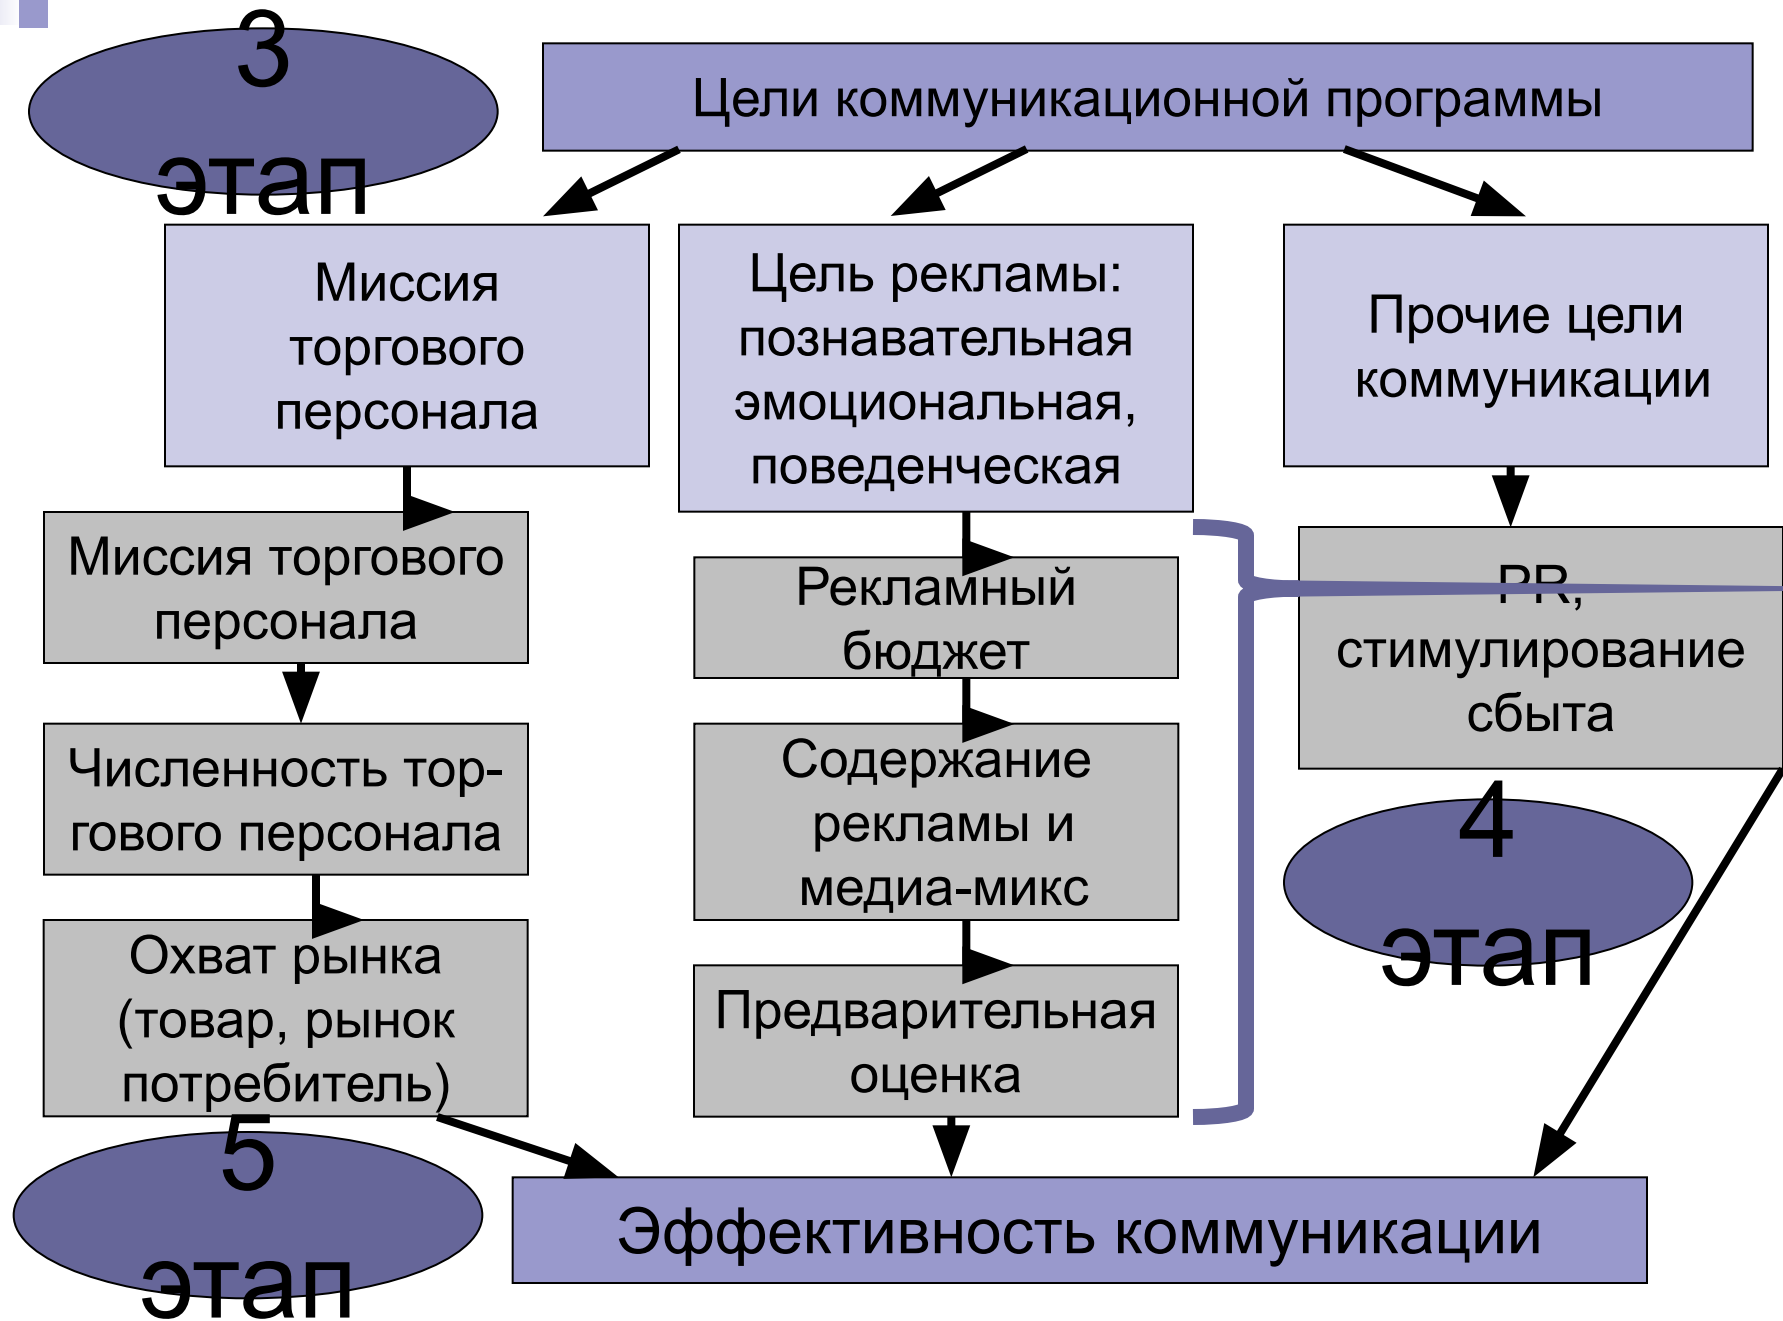 3
этап
Цели коммуникационной программы
Миссия
торгового
персонала
Цель рекламы:
познавательная
эмоциональная,
поведенческая
Прочие цели
коммуникации
Миссия торгового
персонала
Рекламный
бюджет
PR,
стимулирование
сбыта
Численность тор-
гового персонала
Содержание
рекламы и
медиа-микс
4
этап
Охват рынка
(товар, рынок
потребитель)
Предварительная
оценка
5
этап
Эффективность коммуникации